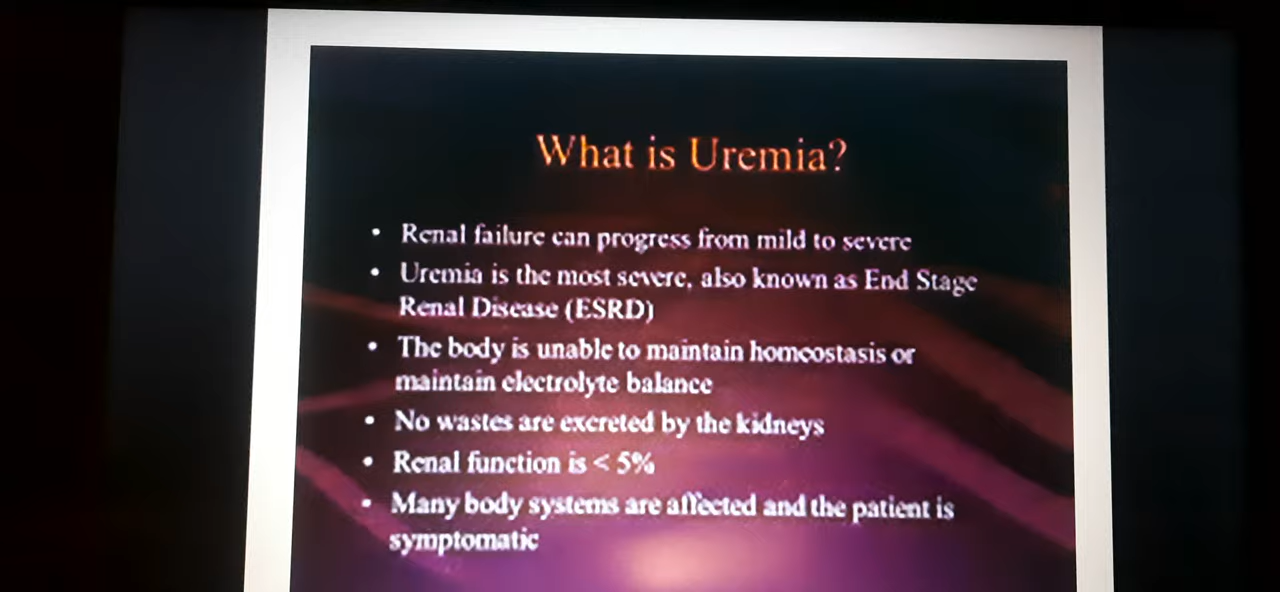 What is Uremia?
• Renal failure can progress from mild to severe
• Uremia is the most severe, also known as End Stage
Renal Disease (ESRD)
• The body is unable to maintain homeostasis or
maintain electrolyte balance
• No wastes are excreted by the kidneys
• Renal function is < 5%
• Many body systems are affected and the patient is
symptomatic